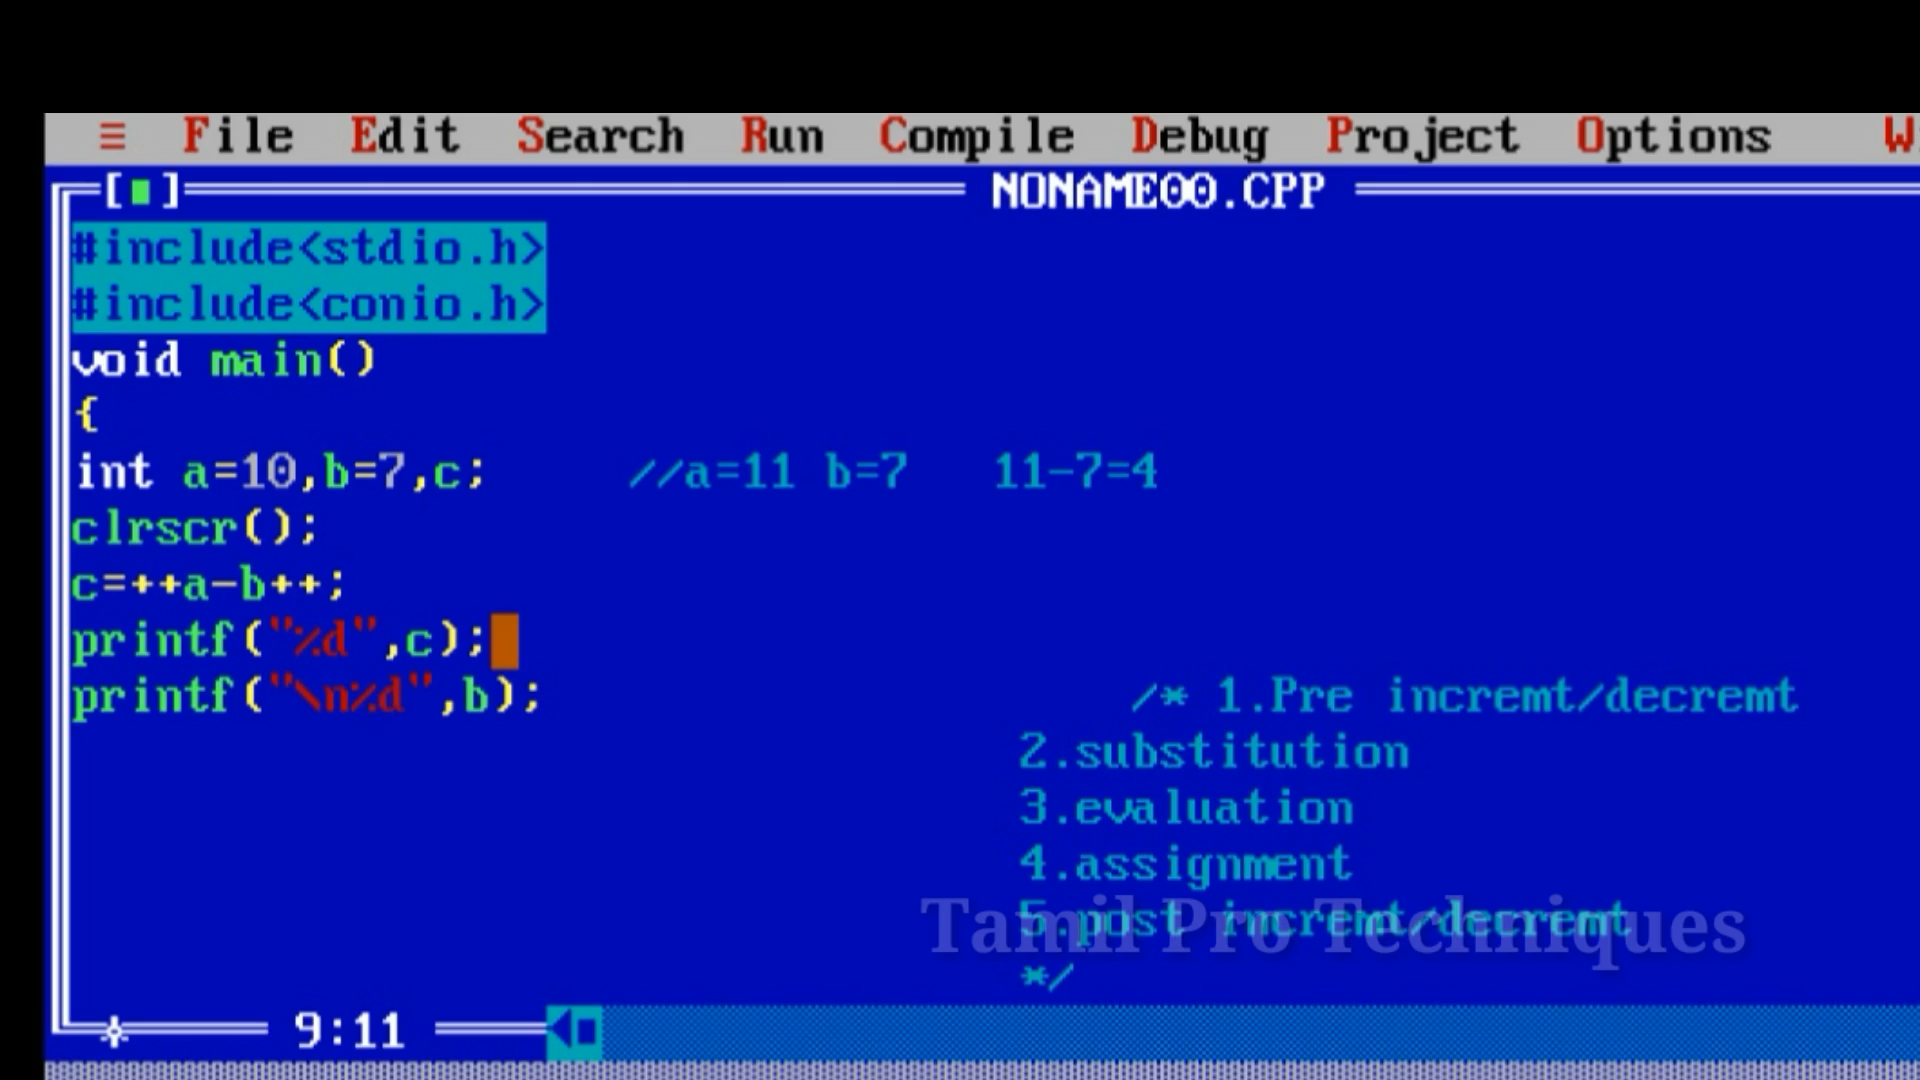 ≡ File Edit Search Run Compile Debug Project Options W
[■] NONAME00.CPP
#include<stdio.h>
#include<conio.h>
void main()
{
int a=10,b=7,c; //a=11 b=7 11-7=4
clrscr();
c=++a-b++;
printf("%d",c);
printf("\n%d",b); /* 1.Pre incremt/decremt
2.substitution
3.evaluation
4.assignment
5.post incremt/decremt
Tamil Pro Techniques
*/
9:11